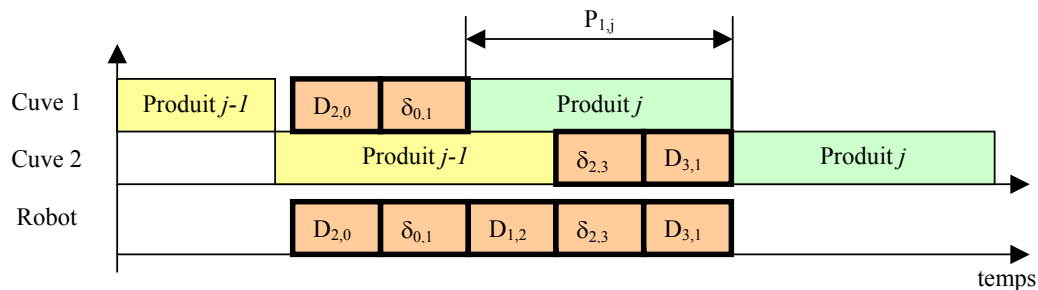 P1,j
Cuve 1 Produit j-1 D2,0 δ0,1 Produit j
Cuve 2 Produit j-1 δ2,3 D3,1 Produit j
Robot D2,0 δ0,1 D1,2 δ2,3 D3,1
temps